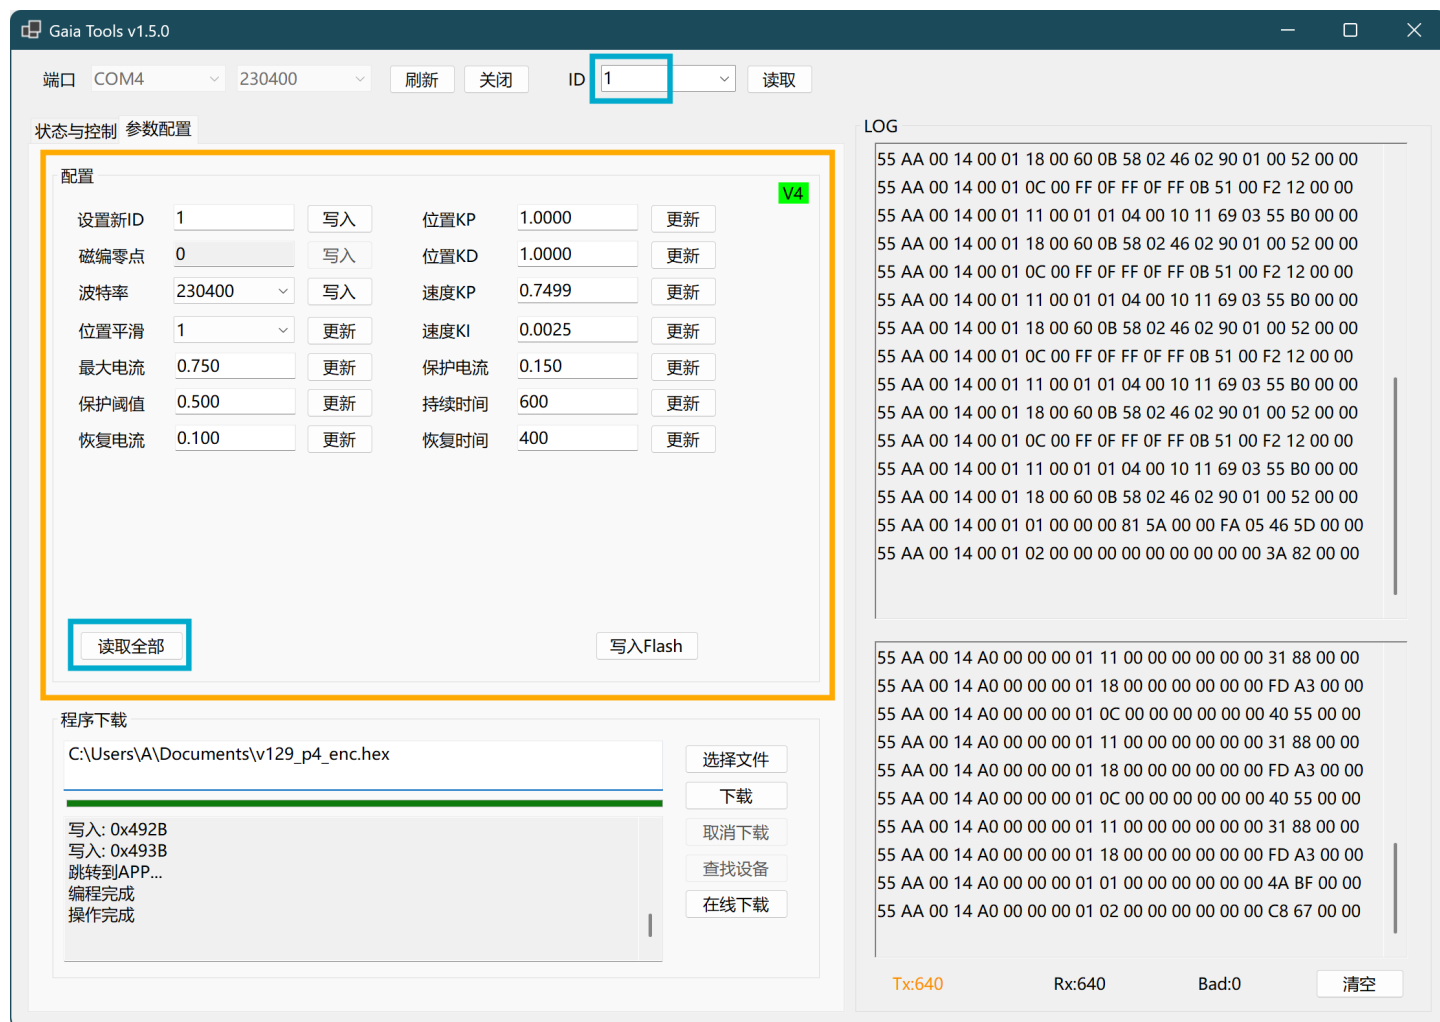 Gaia Tools v1.5.0
端口 COM4 230400 刷新 关闭 ID 1 读取
状态与控制 参数配置
配置
V4
设置新ID 1 写入 位置KP 1.0000 更新
磁编零点 0 写入 位置KD 1.0000 更新
波特率 230400 写入 速度KP 0.7499 更新
位置平滑 1 更新 速度KI 0.0025 更新
最大电流 0.750 更新 保护电流 0.150 更新
保护阈值 0.500 更新 持续时间 600 更新
恢复电流 0.100 更新 恢复时间 400 更新
读取全部 写入Flash
程序下载
C:\Users\A\Documents\v129_p4_enc.hex
选择文件
下载
取消下载
查找设备
在线下载
写入: 0x492B
写入: 0x493B
跳转到APP...
编程完成
操作完成
LOG
55 AA 00 14 00 01 18 00 60 0B 58 02 46 02 90 01 00 52 00 00
55 AA 00 14 00 01 0C 00 FF 0F FF 0F FF 0B 51 00 F2 12 00 00
55 AA 00 14 00 01 11 00 01 01 04 00 10 11 69 03 55 B0 00 00
55 AA 00 14 00 01 18 00 60 0B 58 02 46 02 90 01 00 52 00 00
55 AA 00 14 00 01 0C 00 FF 0F FF 0F FF 0B 51 00 F2 12 00 00
55 AA 00 14 00 01 11 00 01 01 04 00 10 11 69 03 55 B0 00 00
55 AA 00 14 00 01 18 00 60 0B 58 02 46 02 90 01 00 52 00 00
55 AA 00 14 00 01 0C 00 FF 0F FF 0F FF 0B 51 00 F2 12 00 00
55 AA 00 14 00 01 11 00 01 01 04 00 10 11 69 03 55 B0 00 00
55 AA 00 14 00 01 18 00 60 0B 58 02 46 02 90 01 00 52 00 00
55 AA 00 14 00 01 0C 00 FF 0F FF 0F FF 0B 51 00 F2 12 00 00
55 AA 00 14 00 01 11 00 01 01 04 00 10 11 69 03 55 B0 00 00
55 AA 00 14 00 01 18 00 60 0B 58 02 46 02 90 01 00 52 00 00
55 AA 00 14 00 01 01 00 00 00 81 5A 00 00 FA 05 46 5D 00 00
55 AA 00 14 00 01 02 00 00 00 00 00 00 00 00 00 3A 82 00 00
55 AA 00 14 A0 00 00 00 01 11 00 00 00 00 00 00 31 88 00 00
55 AA 00 14 A0 00 00 00 01 18 00 00 00 00 00 00 FD A3 00 00
55 AA 00 14 A0 00 00 00 01 0C 00 00 00 00 00 00 40 55 00 00
55 AA 00 14 A0 00 00 00 01 11 00 00 00 00 00 00 31 88 00 00
55 AA 00 14 A0 00 00 00 01 18 00 00 00 00 00 00 FD A3 00 00
55 AA 00 14 A0 00 00 00 01 0C 00 00 00 00 00 00 40 55 00 00
55 AA 00 14 A0 00 00 00 01 11 00 00 00 00 00 00 31 88 00 00
55 AA 00 14 A0 00 00 00 01 18 00 00 00 00 00 00 FD A3 00 00
55 AA 00 14 A0 00 00 00 01 01 00 00 00 00 00 00 4A BF 00 00
55 AA 00 14 A0 00 00 00 01 02 00 00 00 00 00 00 C8 67 00 00
Tx:640 Rx:640 Bad:0 清空